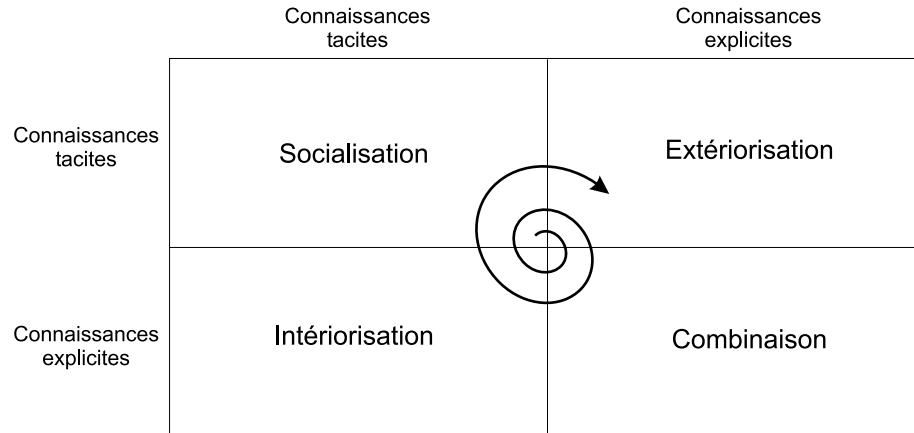 Connaissances
tacites
Connaissances
explicites
Connaissances
tacites
Socialisation
Extériorisation
Connaissances
explicites
Intériorisation
Combinaison